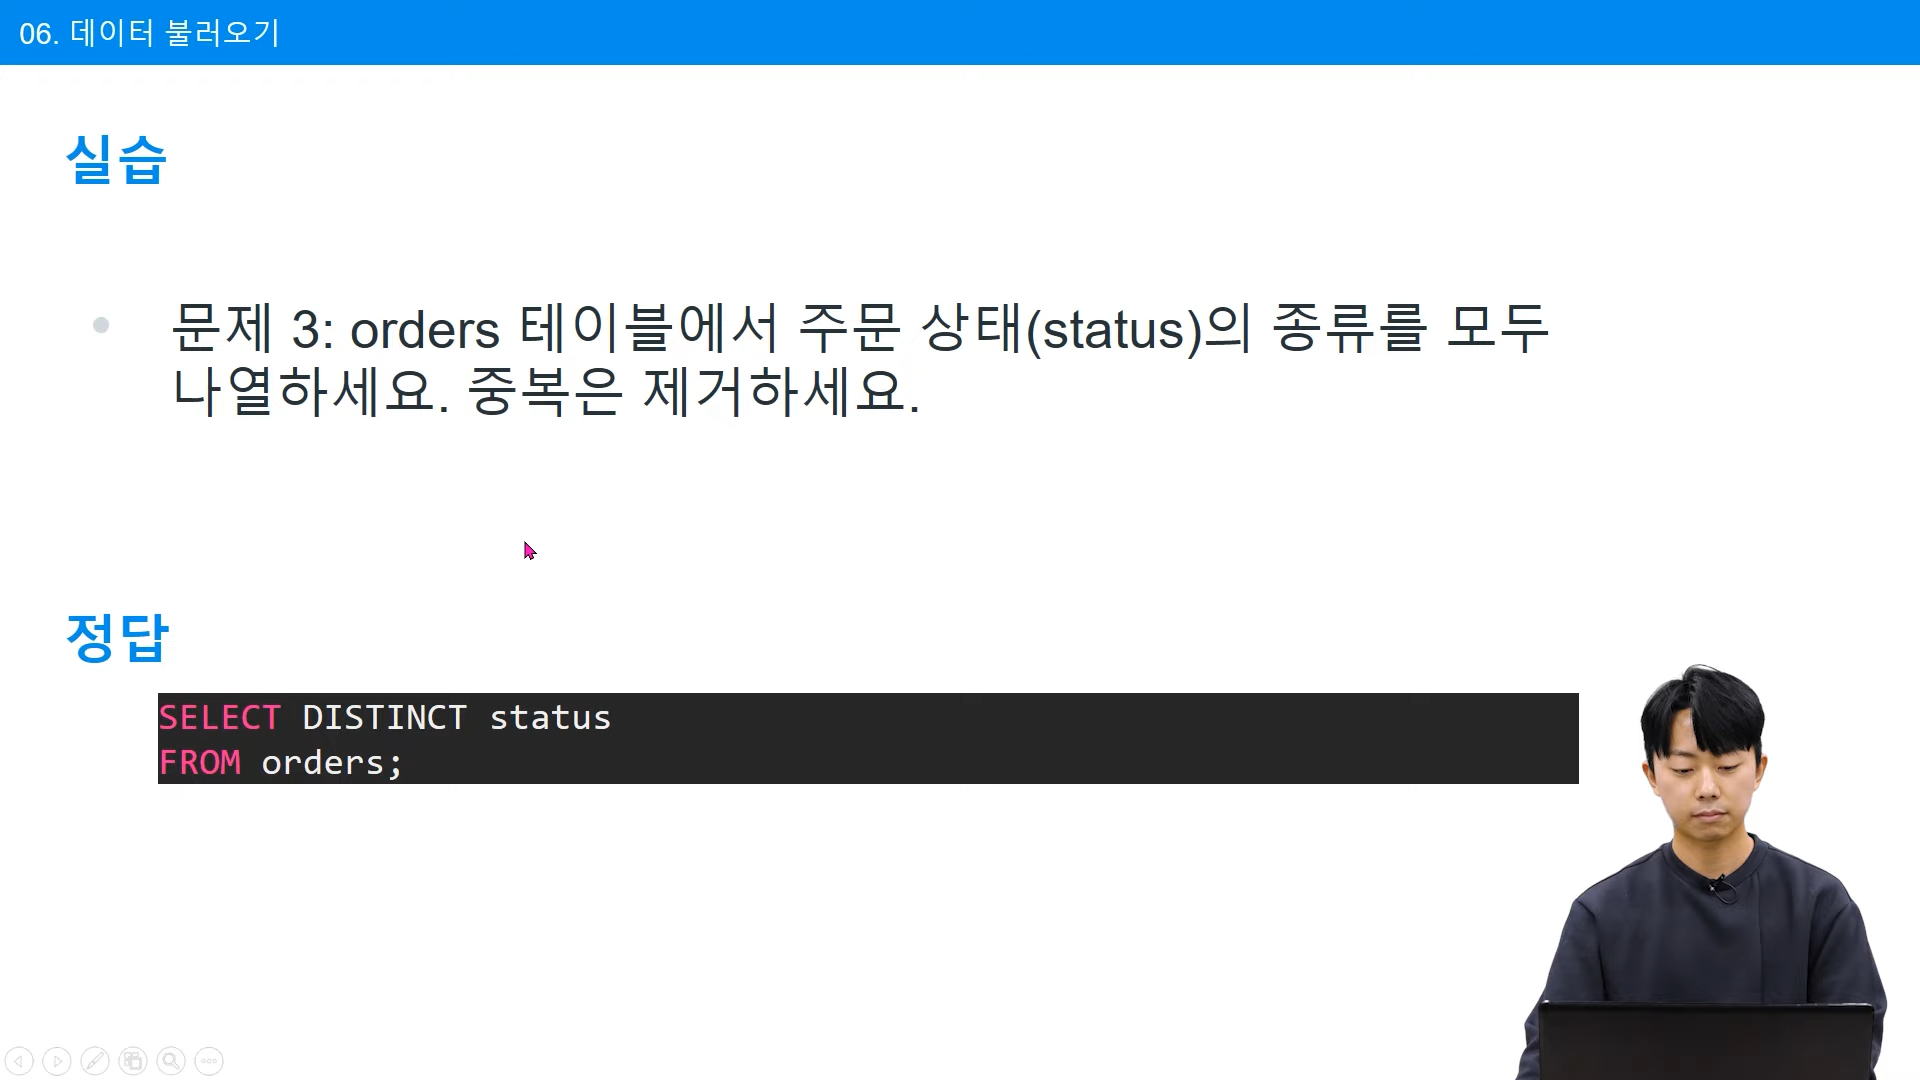 06. 데이터 불러오기
실습
문제 3: orders 테이블에서 주문 상태(status)의 종류를 모두
나열하세요. 중복은 제거하세요.
정답
SELECT DISTINCT status
FROM orders;